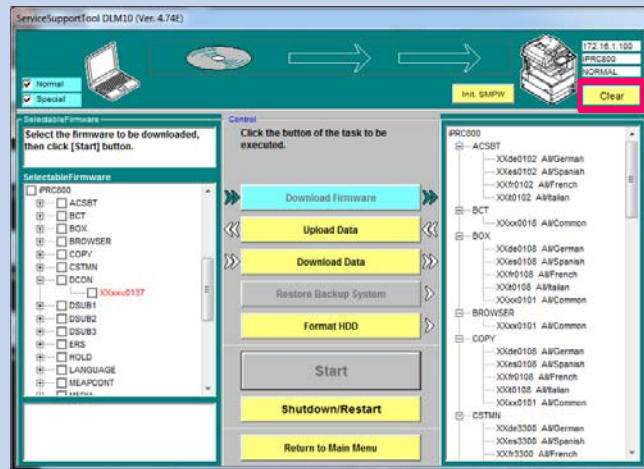 ServiceSupportTool DLM10 (Ver. 4.74E)
172.16.1.100
iPRC800
NORMAL
Normal
Special
Init. SMPW
Clear
SelectableFirmware
Select the firmware to be downloaded,
then click [Start] button.
SelectableFirmware
iPRC800
ACSBT
BCT
BOX
BROWSER
COPY
CSTMN
DCON
XXxxv0137
DSUB1
DSUB2
DSUB3
ERS
HOLD
LANGUAGE
MEAPCONT
MEDIA
Control
Click the button of the task to be
executed.
Download Firmware
Upload Data
Download Data
Restore Backup System
Format HDD
Start
Shutdown/Restart
Return to Main Menu
iPRC800
ACSBT
XXde0102 All/German
XXes0102 All/Spanish
XXfr0102 All/French
XXit0102 All/Italian
BCT
XXxx0018 All/Common
BOX
XXde0108 All/German
XXes0108 All/Spanish
XXfr0108 All/French
XXit0108 All/Italian
XXxx0101 All/Common
BROWSER
XXxx0101 All/Common
COPY
XXde0108 All/German
XXes0108 All/Spanish
XXfr0108 All/French
XXit0108 All/Italian
XXxx0101 All/Common
CSTMN
XXde3300 All/German
XXes3300 All/Spanish
XXfr3300 All/French